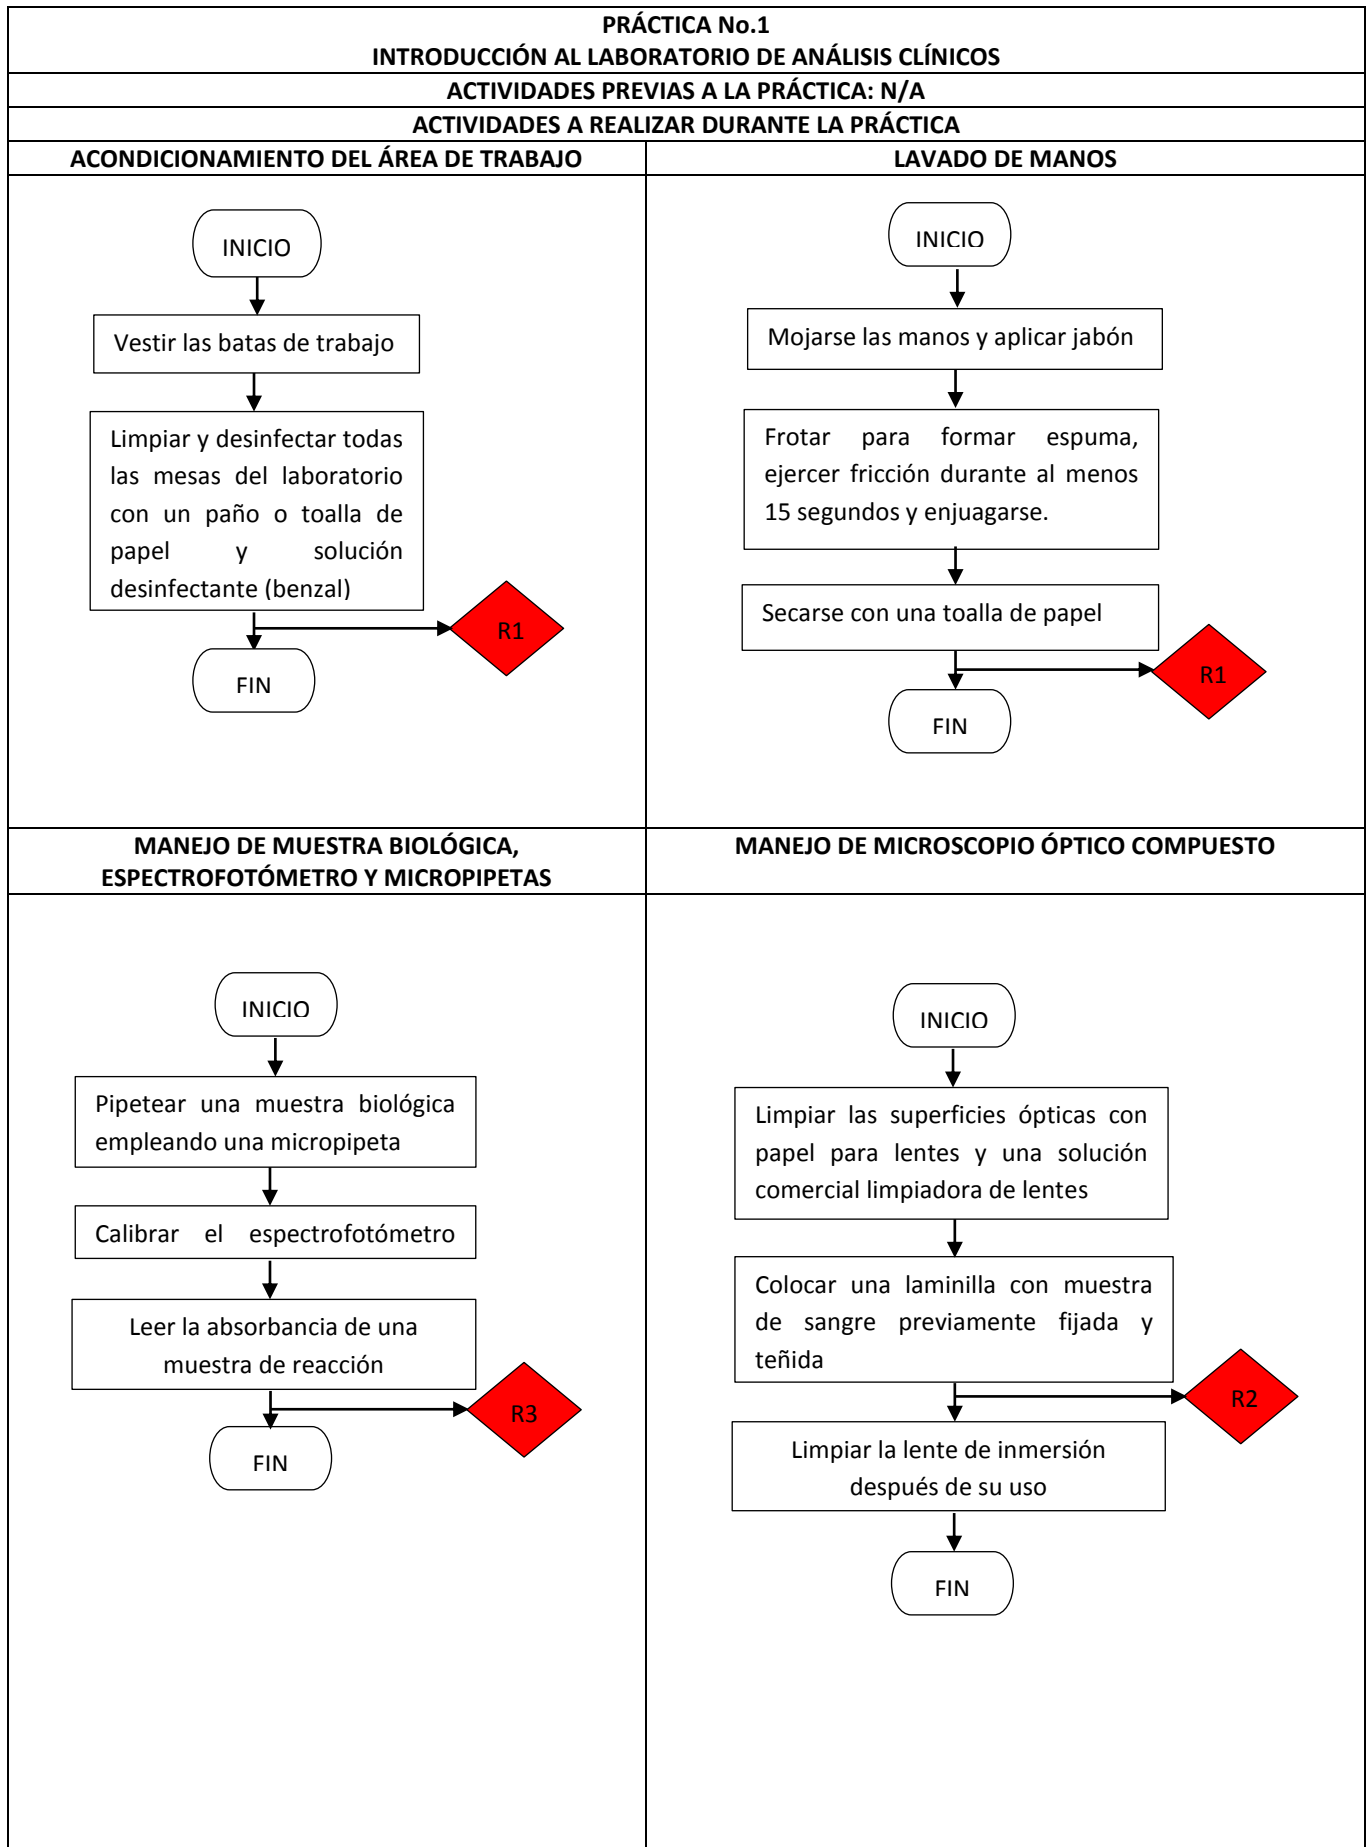 PRÁCTICA No.1
INTRODUCCIÓN AL LABORATORIO DE ANÁLISIS CLÍNICOS
ACTIVIDADES PREVIAS A LA PRÁCTICA: N/A
ACTIVIDADES A REALIZAR DURANTE LA PRÁCTICA
ACONDICIONAMIENTO DEL ÁREA DE TRABAJO
INICIO
Vestir las batas de trabajo
Limpiar y desinfectar todas
las mesas del laboratorio
con un paño o toalla de
papel y solución
desinfectante (benzal)
R1
FIN
LAVADO DE MANOS
INICIO
Mojarse las manos y aplicar jabón
Frotar para formar espuma,
ejercer fricción durante al menos
15 segundos y enjuagarse.
Secarse con una toalla de papel
R1
FIN
MANEJO DE MUESTRA BIOLÓGICA,
ESPECTROFOTÓMETRO Y MICROPIPETAS
INICIO
Pipetear una muestra biológica
empleando una micropipeta
Calibrar el espectrofotómetro
Leer la absorbancia de una
muestra de reacción
R3
FIN
MANEJO DE MICROSCOPIO ÓPTICO COMPUESTO
INICIO
Limpiar las superficies ópticas con
papel para lentes y una solución
comercial limpiadora de lentes
Colocar una laminilla con muestra
de sangre previamente fijada y
teñida
R2
Limpiar la lente de inmersión
después de su uso
FIN